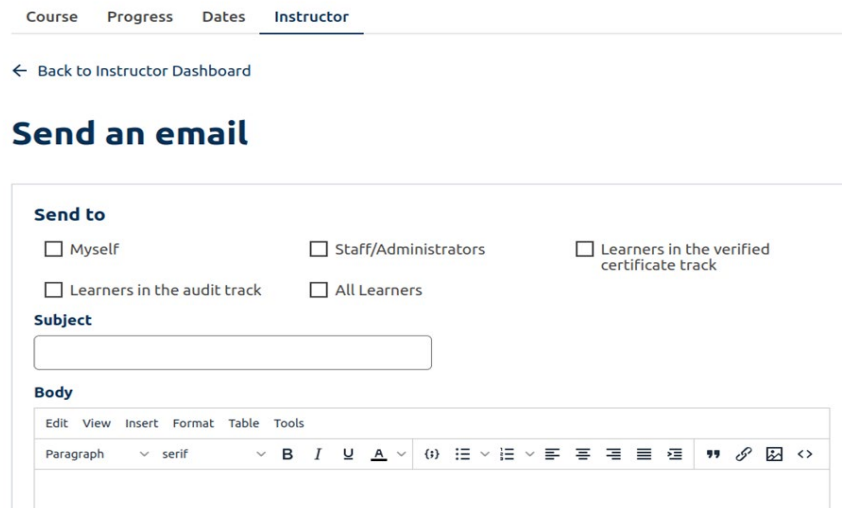 Course Progress Dates Instructor
← Back to Instructor Dashboard
Send an email
Send to
Myself Staff/Administrators Learners in the verified
certificate track
Learners in the audit track All Learners
Subject
Body
Edit View Insert Format Table Tools
Paragraph serif B I U A {;}